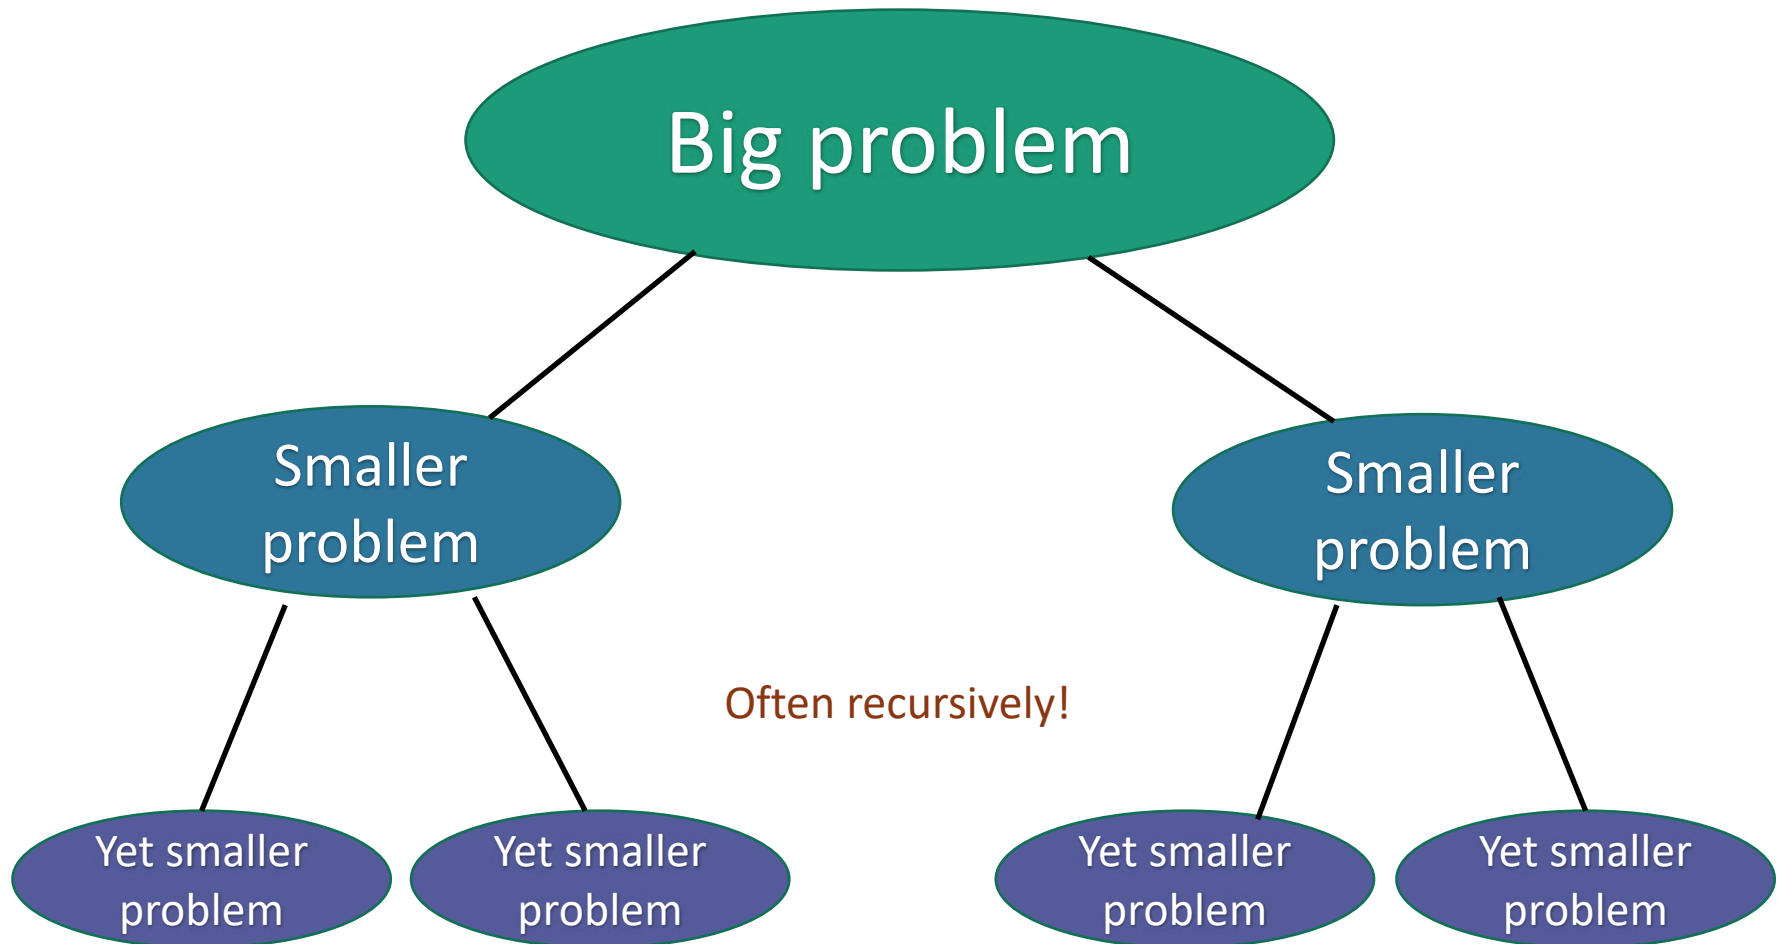 Big problem
Smaller
problem
Smaller
problem
Often recursively!
Yet smaller
problem
Yet smaller
problem
Yet smaller
problem
Yet smaller
problem